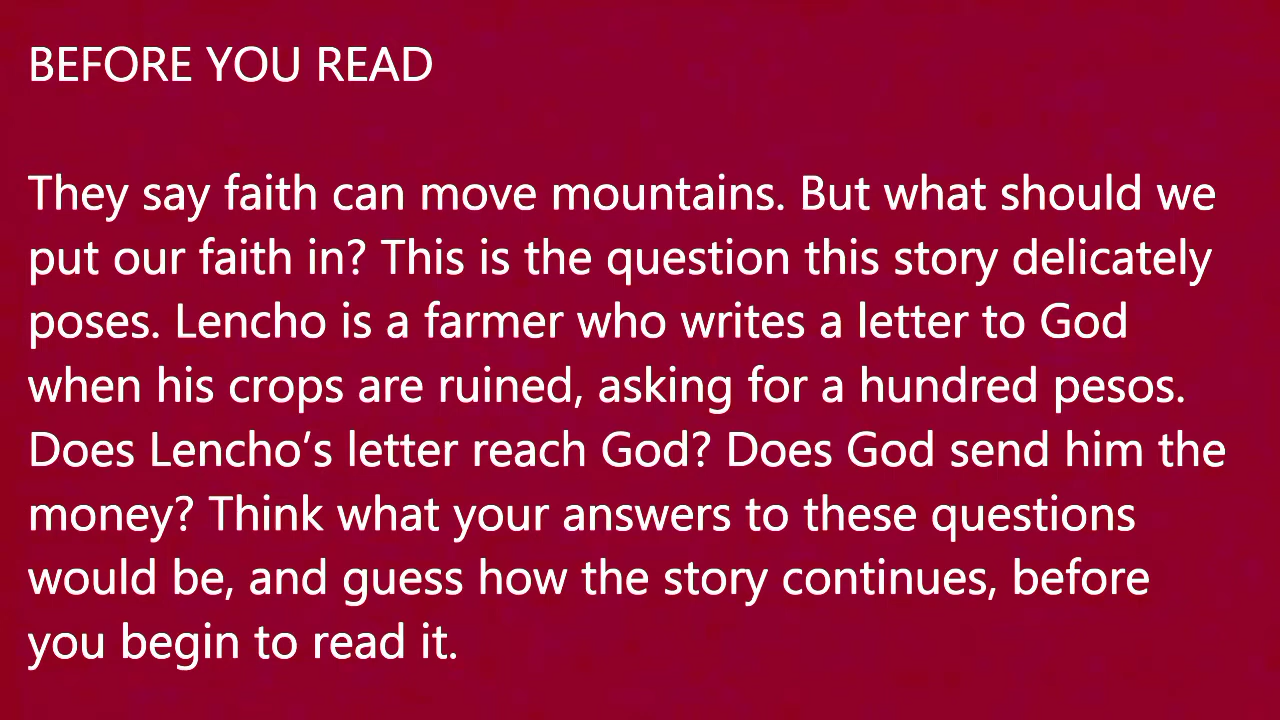 BEFORE YOU READ
They say faith can move mountains. But what should we
put our faith in? This is the question this story delicately
poses. Lencho is a farmer who writes a letter to God
when his crops are ruined, asking for a hundred pesos.
Does Lencho’s letter reach God? Does God send him the
money? Think what your answers to these questions
would be, and guess how the story continues, before
you begin to read it.